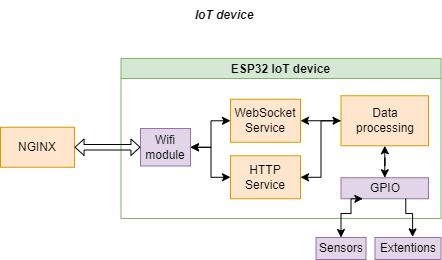 IoT device
ESP32 IoT device
NGINX
Wifi
module
WebSocket
Service
HTTP
Service
Data
processing
GPIO
Sensors
Extentions